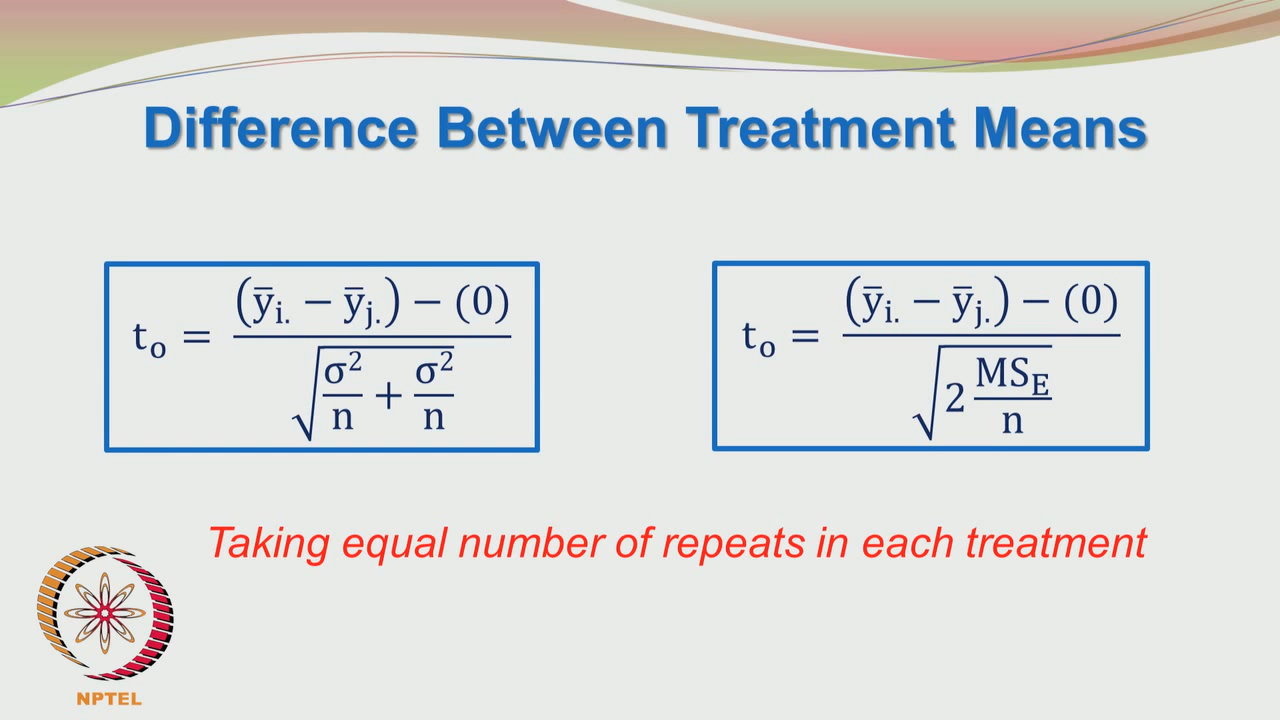 Difference Between Treatment Means
t₀ = ((ȳᵢ. − ȳⱼ.) − (0)) / √(σ²/n + σ²/n)
t₀ = ((ȳᵢ. − ȳⱼ.) − (0)) / √(2 MS_E/n)
Taking equal number of repeats in each treatment
NPTEL